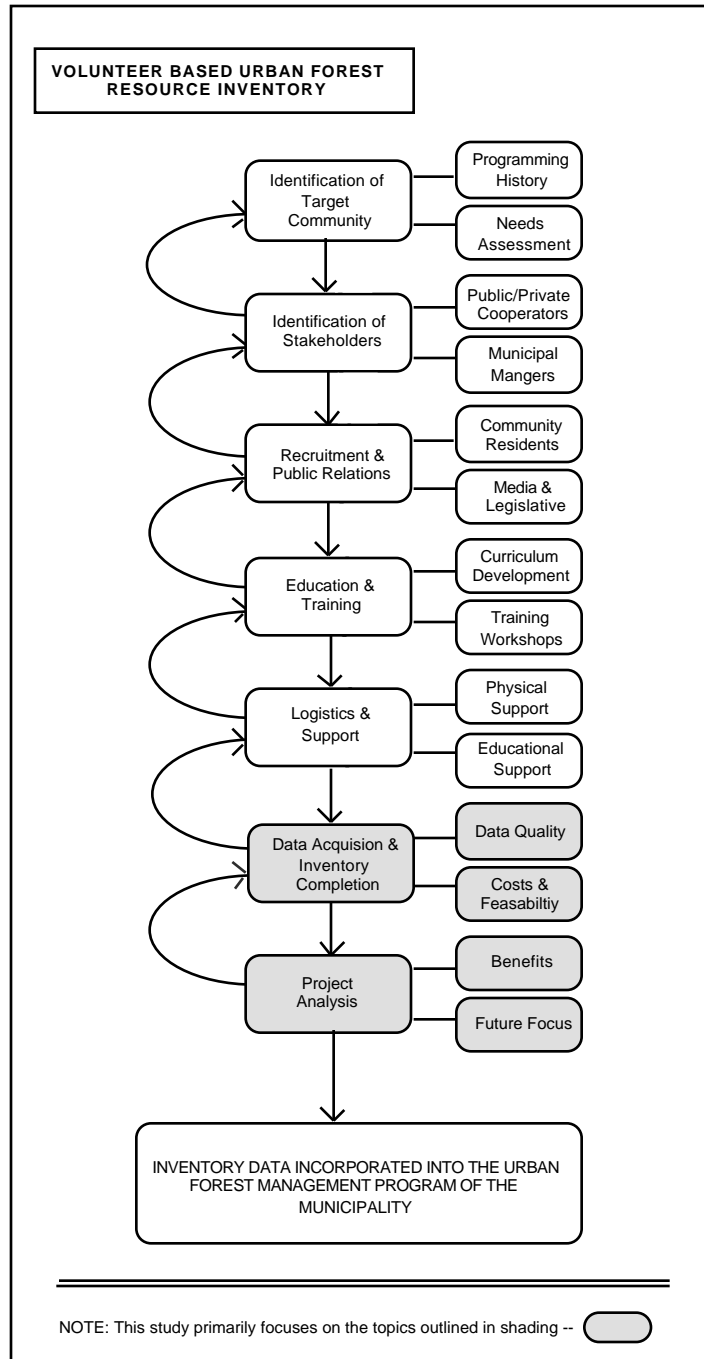 VOLUNTEER BASED URBAN FOREST
RESOURCE INVENTORY
Identification of
Target
Community
Programming
History
Needs
Assessment
Identification of
Stakeholders
Public/Private
Cooperators
Municipal
Mangers
Recruitment &
Public Relations
Community
Residents
Media &
Legislative
Education &
Training
Curriculum
Development
Training
Workshops
Logistics &
Support
Physical
Support
Educational
Support
Data Acquision &
Inventory
Completion
Data Quality
Costs &
Feasabiltiy
Project
Analysis
Benefits
Future Focus
INVENTORY DATA INCORPORATED INTO THE URBAN
FOREST MANAGEMENT PROGRAM OF THE
MUNICIPALITY
NOTE: This study primarily focuses on the topics outlined in shading --